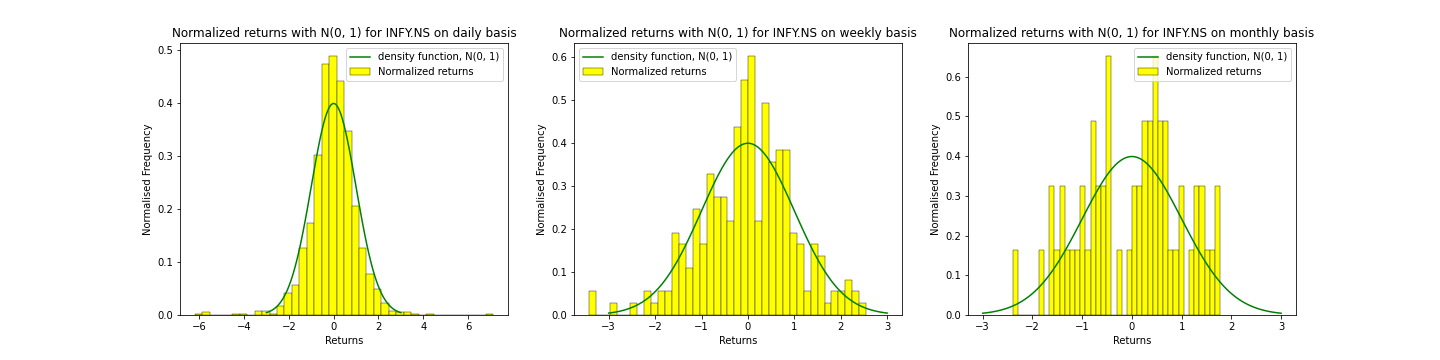 Normalized returns with N(0, 1) for INFY.NS on daily basis
density function, N(0, 1)
Normalized returns
Normalised Frequency
0.5
0.4
0.3
0.2
0.1
0.0
−6 −4 −2 0 2 4 6
Returns
Normalized returns with N(0, 1) for INFY.NS on weekly basis
density function, N(0, 1)
Normalized returns
Normalised Frequency
0.6
0.5
0.4
0.3
0.2
0.1
0.0
−3 −2 −1 0 1 2 3
Returns
Normalized returns with N(0, 1) for INFY.NS on monthly basis
density function, N(0, 1)
Normalized returns
Normalised Frequency
0.6
0.5
0.4
0.3
0.2
0.1
0.0
−3 −2 −1 0 1 2 3
Returns